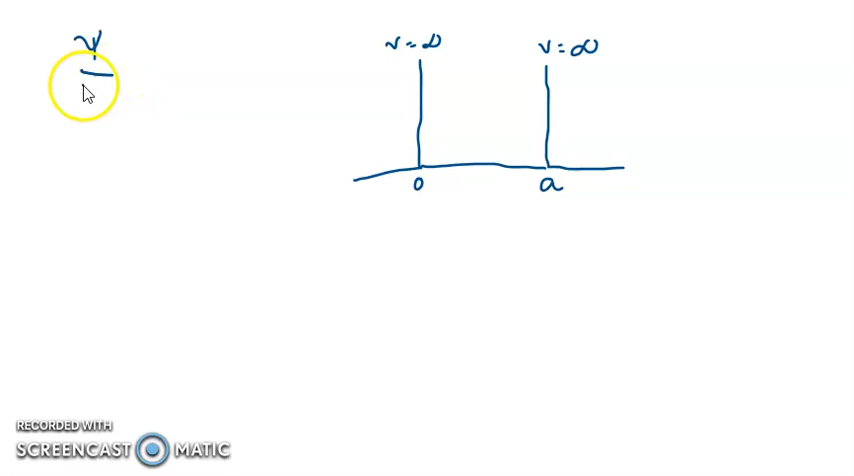 ψ
v = ∞
v = ∞
0
a
RECORDED WITH
SCREENCAST MATIC